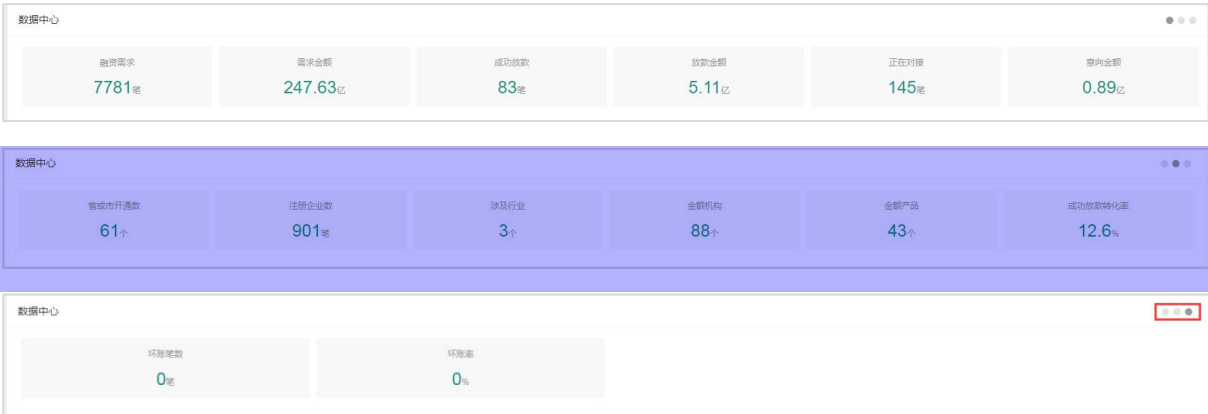 数据中心
融资需求 需求金额 成功放款 放款金额 正在对接 意向金额
7781笔 247.63亿 83笔 5.11亿 145笔 0.89亿
数据中心
省或市开通数 注册企业数 涉及行业 金额机构 金额产品 成功放款转化率
61个 901笔 3个 88个 43个 12.6%
数据中心
坏账笔数 坏账率
0笔 0%